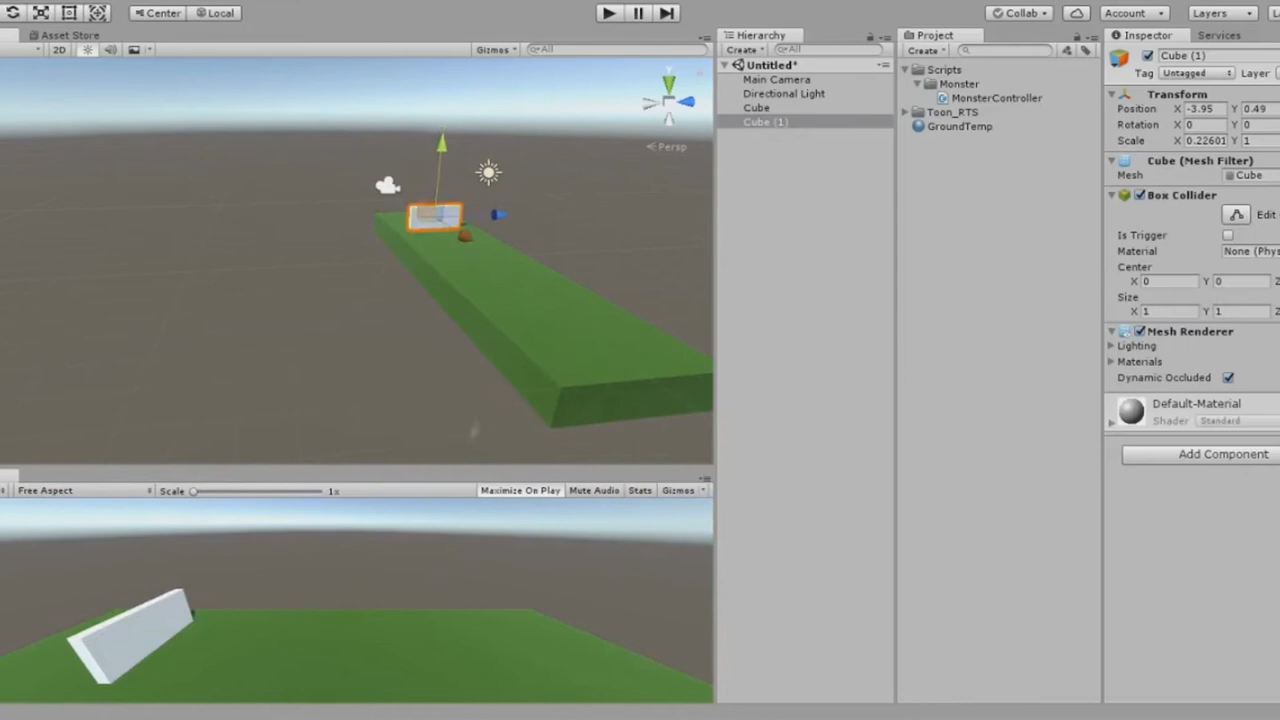 Center Local Collab Account Layers L
Asset Store Hierarchy Project Inspector Services
2D Gizmos All Create All Create
Cube (1)
Tag Untagged Layer
Untitled*
Main Camera
Directional Light
Cube
Cube (1)
Scripts
Monster
MonsterController
Toon_RTS
GroundTemp
y
Persp
Transform
Position X -3.95 Y 0.49
Rotation X 0 Y 0
Scale X 0.22601 Y 1
Cube (Mesh Filter)
Mesh Cube
Box Collider
Edit
Is Trigger
Material None (Phys
Center
X 0 Y 0 Z
Size
X 1 Y 1 Z
Mesh Renderer
Lighting
Materials
Dynamic Occluded
Default-Material
Shader Standard
Add Component
Free Aspect Scale 1x Maximize On Play Mute Audio Stats Gizmos